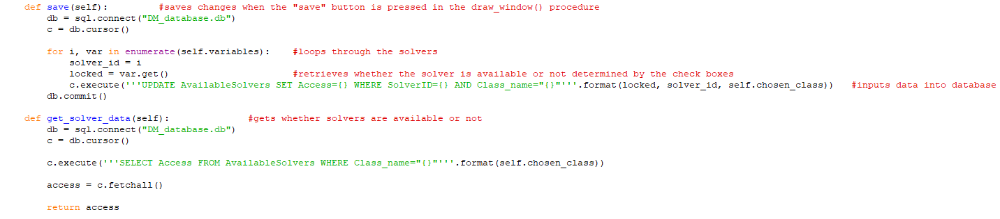 def save(self):         #saves changes when the "save" button is pressed in the draw_window() procedure
    db = sql.connect("DM_database.db")
    c = db.cursor()

    for i, var in enumerate(self.variables):    #loops through the solvers
        solver_id = i
        locked = var.get()                      #retrieves whether the solver is available or not determined by the check boxes
        c.execute('''UPDATE AvailableSolvers SET Access={} WHERE SolverID={} AND Class_name="{}"'''.format(locked, solver_id, self.chosen_class))   #inputs data into database
    db.commit()

def get_solver_data(self):              #gets whether solvers are available or not
    db = sql.connect("DM_database.db")
    c = db.cursor()

    c.execute('''SELECT Access FROM AvailableSolvers WHERE Class_name="{}"'''.format(self.chosen_class))

    access = c.fetchall()

    return access